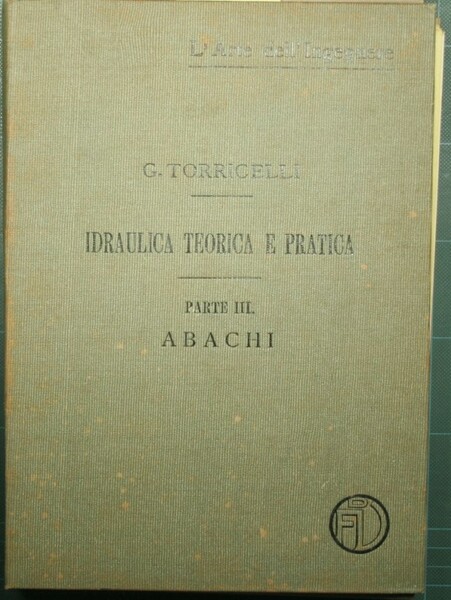 L'Arte dell'Ingegnere
G. TORRICELLI
IDRAULICA TEORICA E PRATICA
PARTE III.
ABACHI